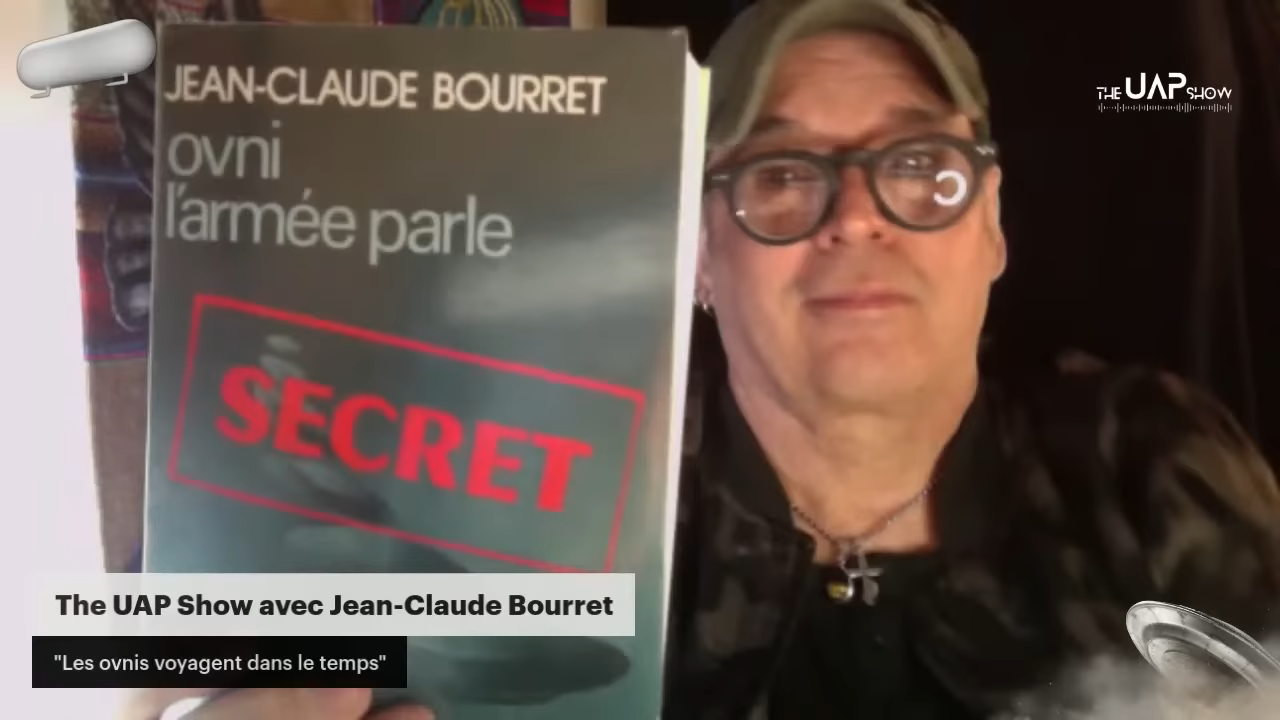 JEAN-CLAUDE BOURRET
ovni
l'armée parle
SECRET
THE UAP SHOW
The UAP Show avec Jean-Claude Bourret
"Les ovnis voyagent dans le temps"